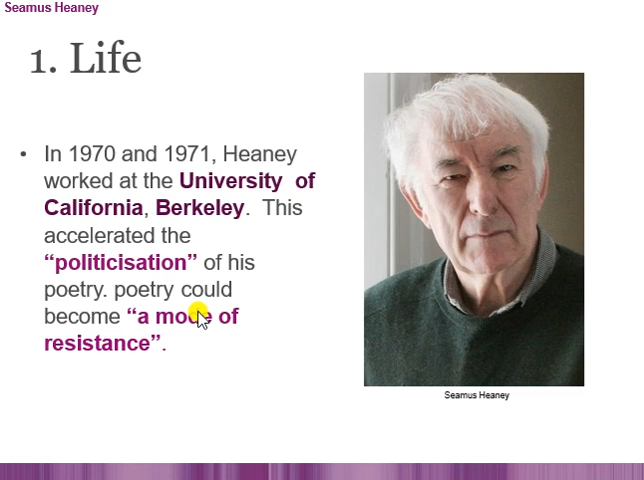 Seamus Heaney
1. Life
• In 1970 and 1971, Heaney
worked at the University of
California, Berkeley. This
accelerated the
“politicisation” of his
poetry. poetry could
become “a mode of
resistance”.
Seamus Heaney